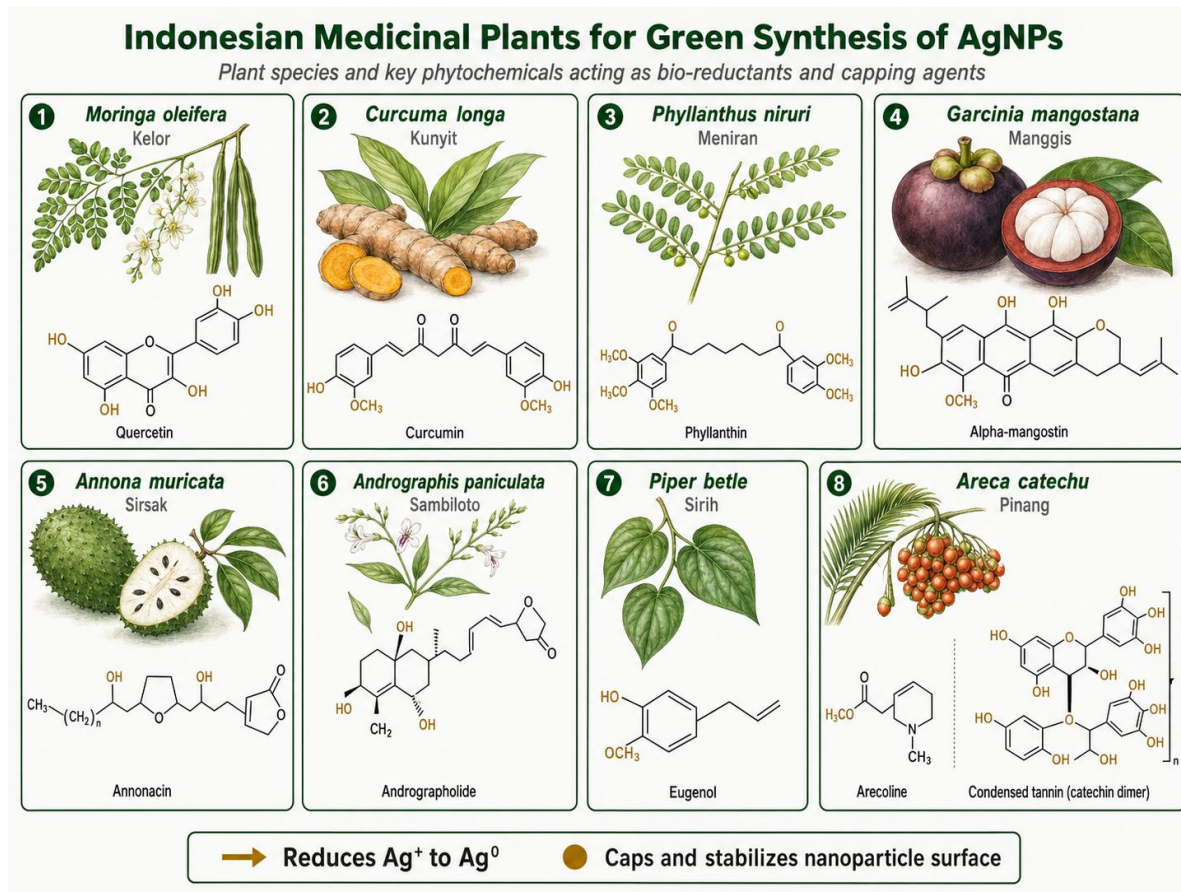 Indonesian Medicinal Plants for Green Synthesis of AgNPs
Plant species and key phytochemicals acting as bio-reductants and capping agents
1 Moringa oleifera
Kelor
OH
OH
HO
O
OH
OH
O
Quercetin
2 Curcuma longa
Kunyit
O O
HO
OCH₃
OH
OCH₃
Curcumin
3 Phyllanthus niruri
Meniran
O O
H₃CO
H₃CO
OCH₃
OCH₃
OCH₃
Phyllanthin
4 Garcinia mangostana
Manggis
OH OH
O
HO
OCH₃ O
Alpha-mangostin
5 Annona muricata
Sirsak
OH OH O
CH₃
(CH₂)n
O
O
Annonacin
6 Andrographis paniculata
Sambiloto
O
OH
O
HO
OH
CH₂
Andrographolide
7 Piper betle
Sirih
HO
OCH₃
Eugenol
8 Areca catechu
Pinang
O
H₃CO
N
CH₃
Arecoline
OH
OH
HO
O
OH
OH
OH
OH
HO
O
OH
OH
OH
OH
n
Condensed tannin (catechin dimer)
Reduces Ag⁺ to Ag⁰
Caps and stabilizes nanoparticle surface